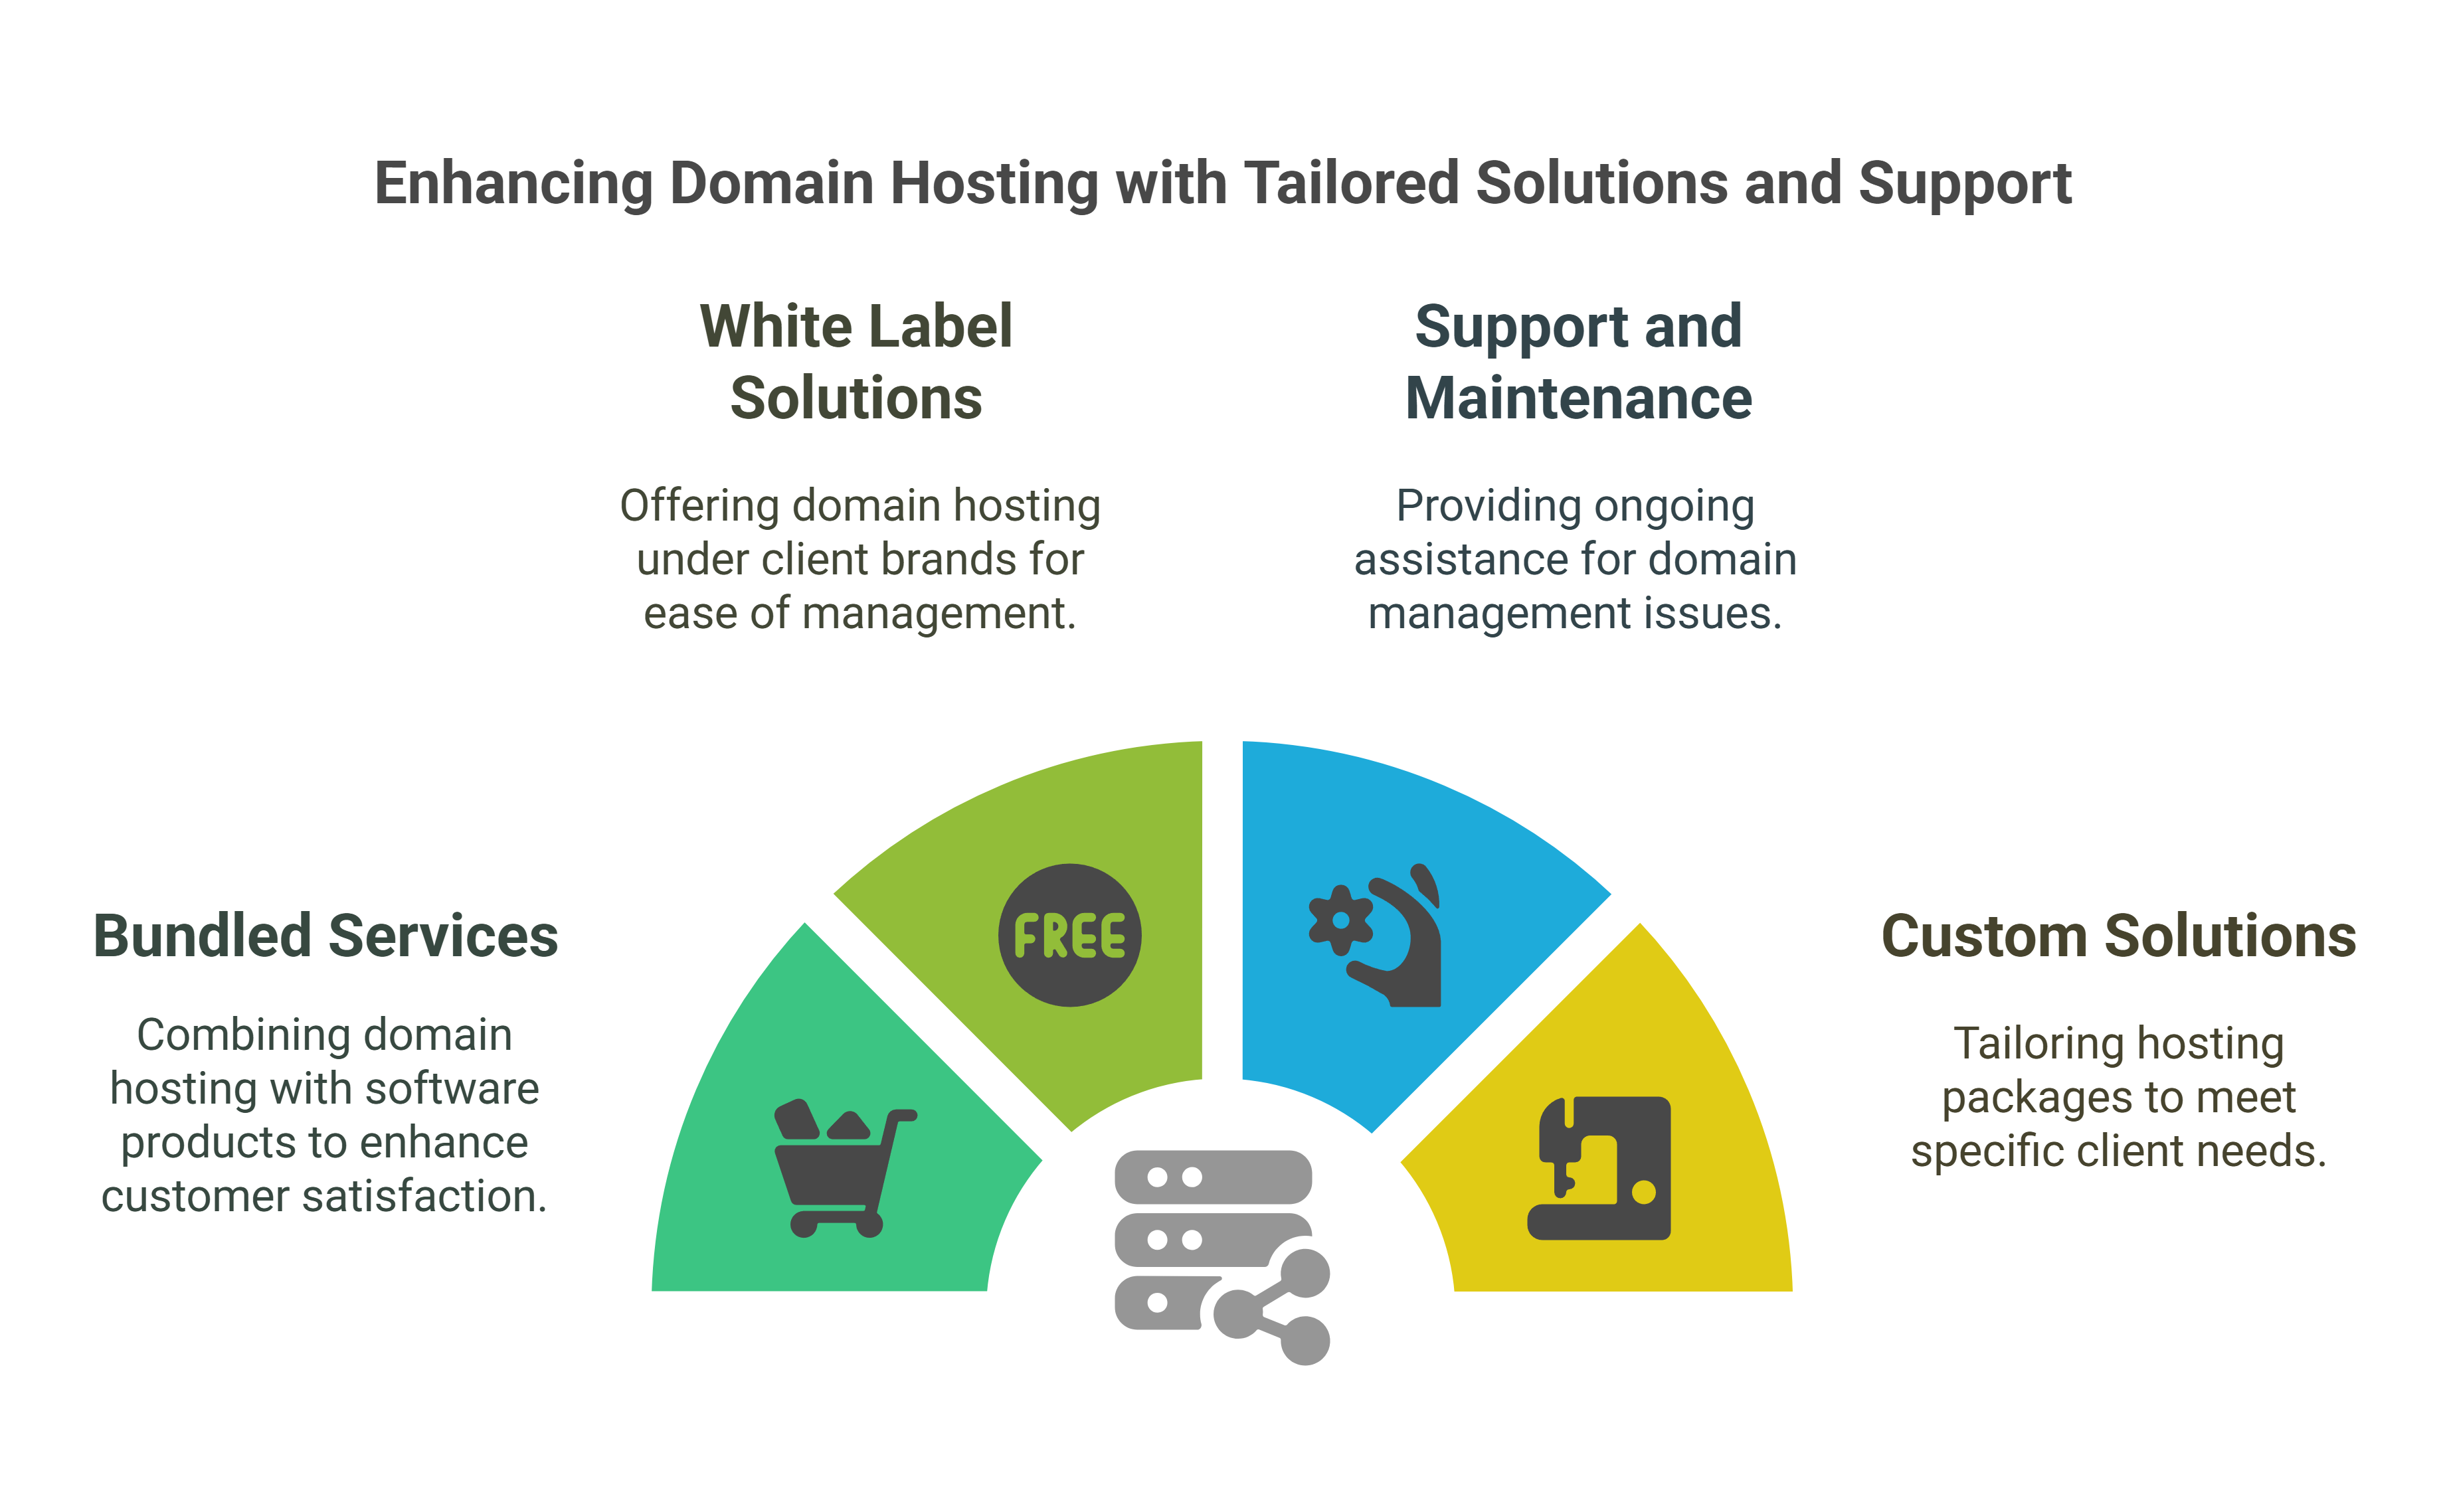 Enhancing Domain Hosting with Tailored Solutions and Support
White Label
Solutions
Offering domain hosting
under client brands for
ease of management.
Support and
Maintenance
Providing ongoing
assistance for domain
management issues.
Bundled Services
Combining domain
hosting with software
products to enhance
customer satisfaction.
FREE
Custom Solutions
Tailoring hosting
packages to meet
specific client needs.